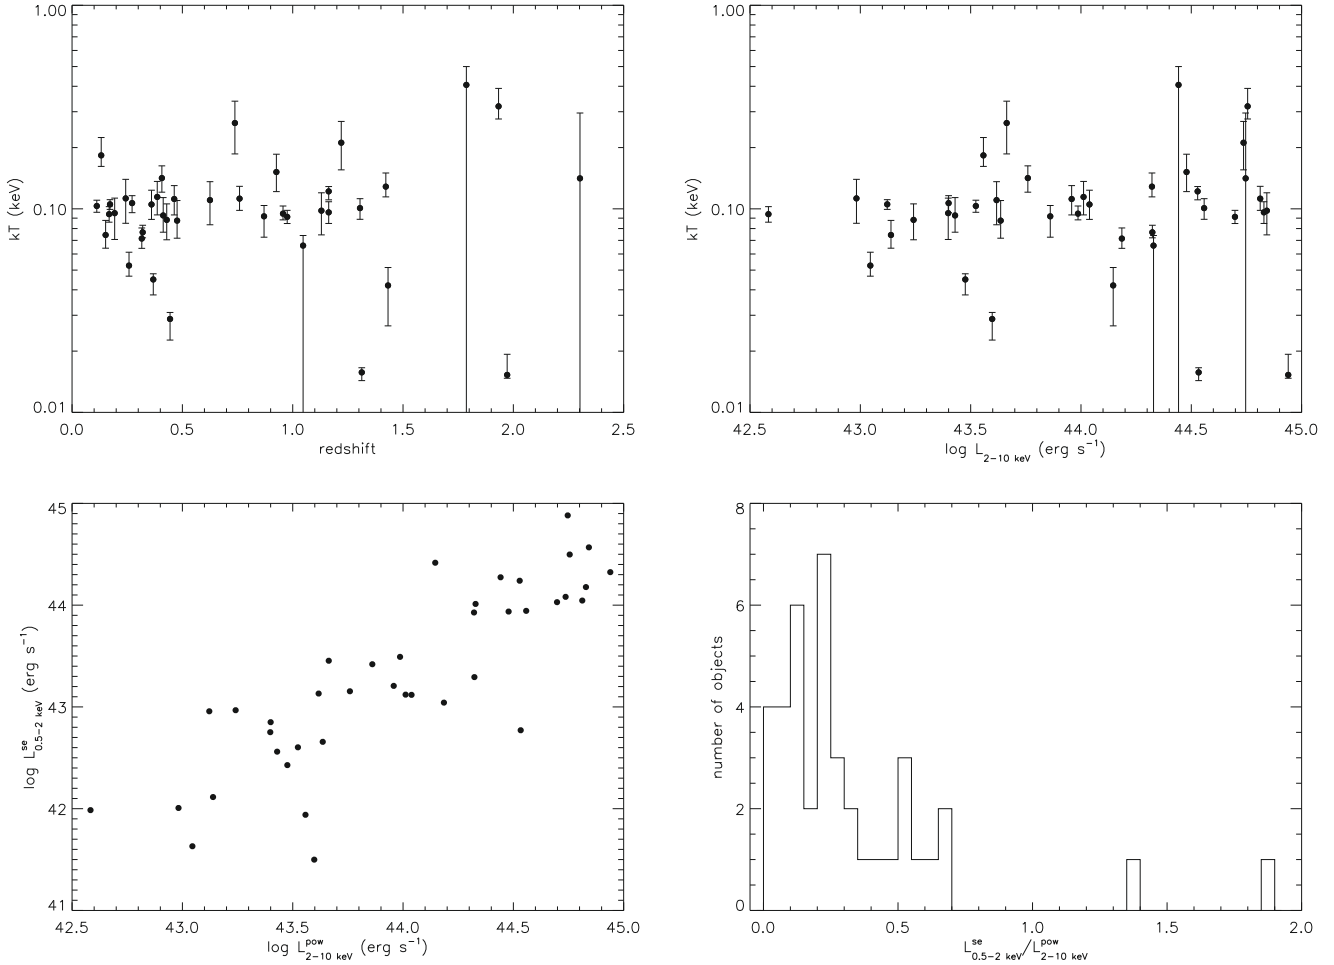 1.00
0.10
0.01
kT (keV)
0.0 0.5 1.0 1.5 2.0 2.5
redshift
1.00
0.10
0.01
kT (keV)
42.5 43.0 43.5 44.0 44.5 45.0
log L2−10 keV (erg s−1)
45
44
43
42
41
log Lse0.5−2 keV (erg s−1)
42.5 43.0 43.5 44.0 44.5 45.0
log Lpow2−10 keV (erg s−1)
8
6
4
2
0
number of objects
0.0 0.5 1.0 1.5 2.0
Lse0.5−2 keV/Lpow2−10 keV